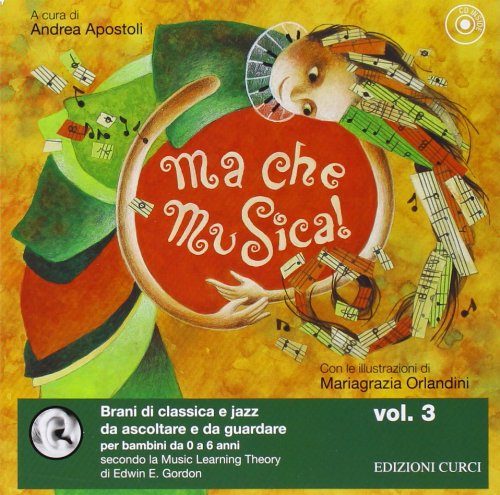 A cura di
Andrea Apostoli
CD INSIDE
ma che
muSica!
Con le illustrazioni di
Mariagrazia Orlandini
Brani di classica e jazz
da ascoltare e da guardare
per bambini da 0 a 6 anni
secondo la Music Learning Theory
di Edwin E. Gordon
vol. 3
EDIZIONI CURCI